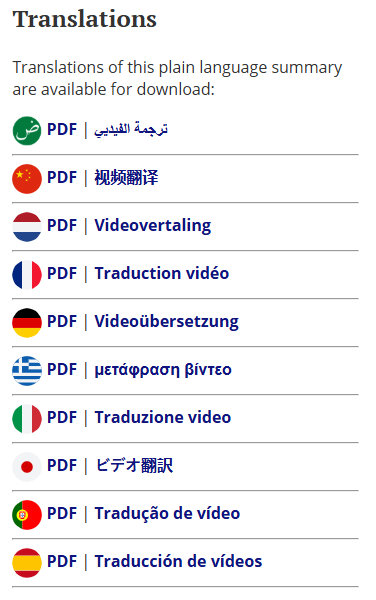 Translations
Translations of this plain language summary
are available for download:
ض PDF | ترجمة الفيديي
PDF | 视频翻译
PDF | Videovertaling
PDF | Traduction vidéo
PDF | Videoübersetzung
PDF | μετάφραση βίντεο
PDF | Traduzione video
PDF | ビデオ翻訳
PDF | Tradução de vídeo
PDF | Traducción de vídeos